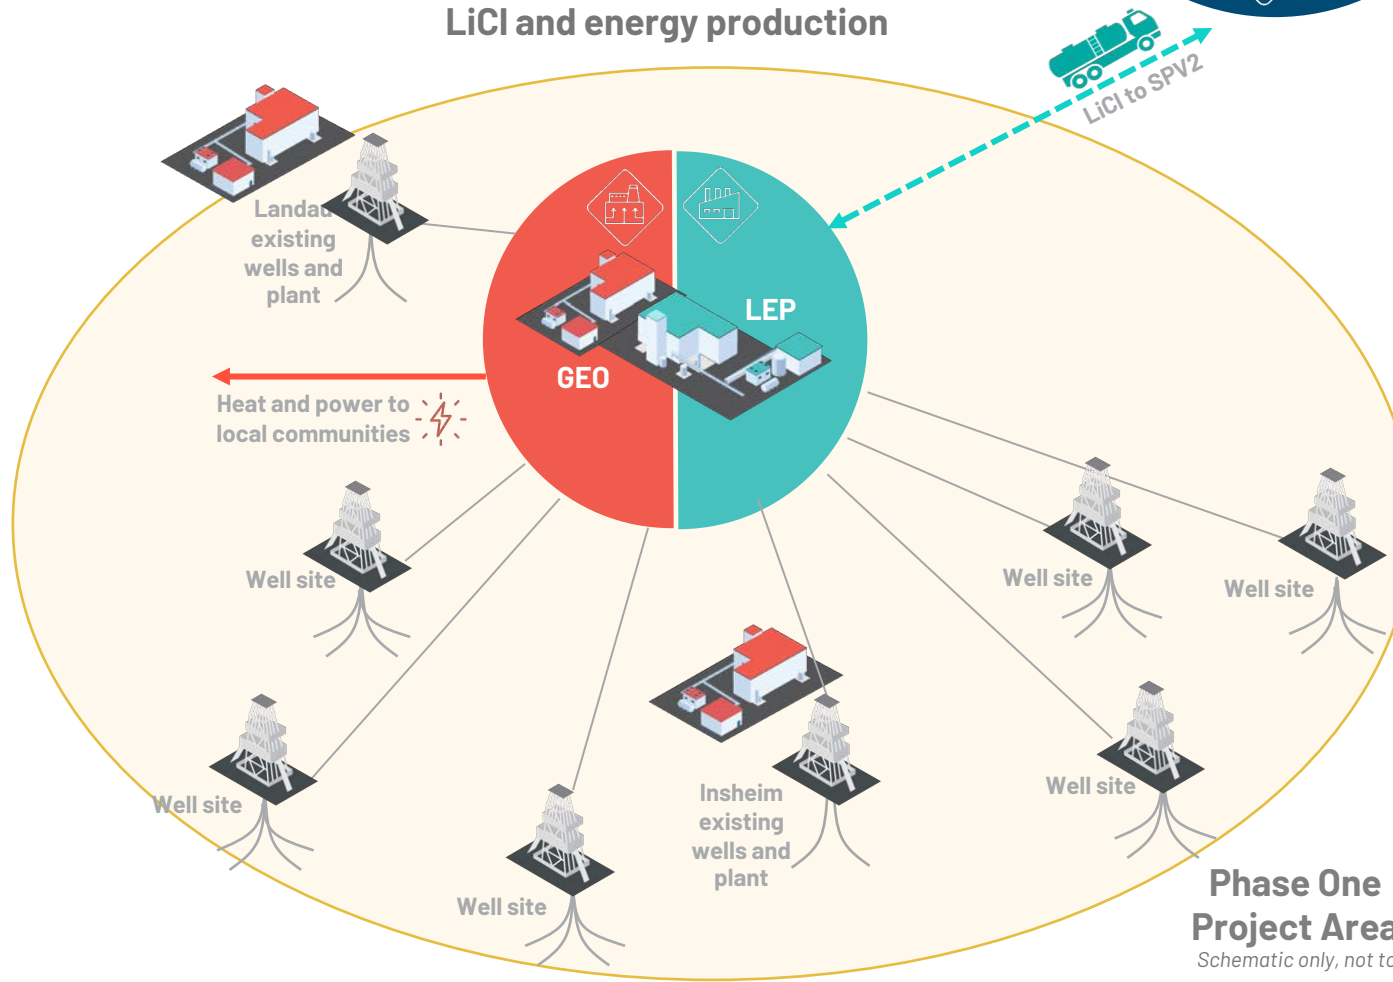 LiCl and energy production
LiCl to SPV2
Landau
existing
wells and
plant
LEP
GEO
Heat and power to
local communities
Well site
Well site
Well site
Well site
Insheim
existing
wells and
plant
Well site
Well site
Phase One
Project Area
Schematic only, not to